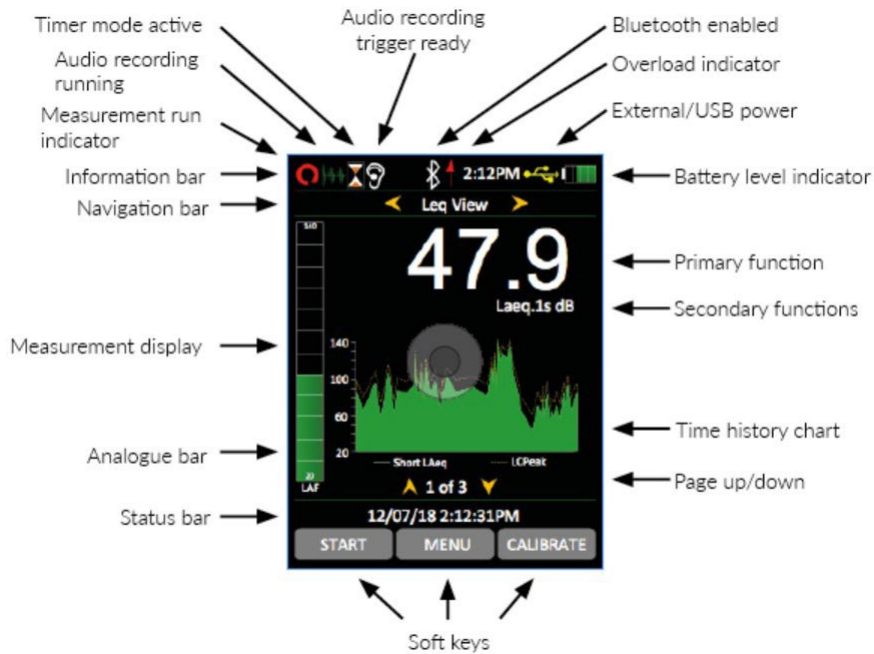 Timer mode active
Audio recording
trigger ready
Bluetooth enabled
Audio recording
running
Overload indicator
Measurement run
indicator
External/USB power
Information bar
2:12PM
Battery level indicator
Navigation bar
Leq View
47.9
Primary function
Laeq.1s dB
Secondary functions
Measurement display
140
100
60
20
Time history chart
Analogue bar
Short LAeq
LCPeak
20
LAF
1 of 3
Page up/down
Status bar
12/07/18 2:12:31PM
START
MENU
CALIBRATE
Soft keys